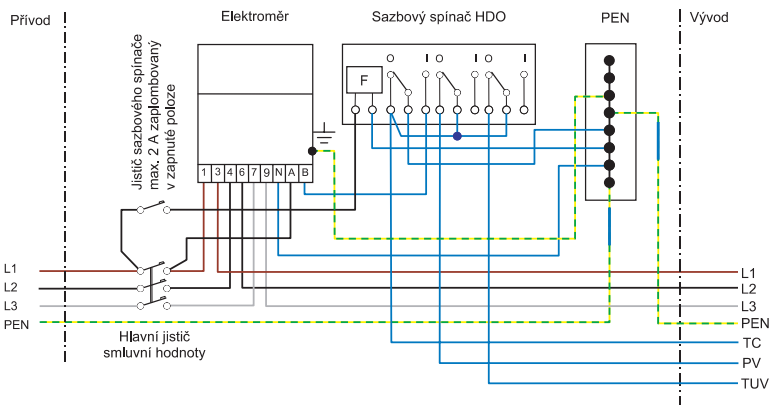 Přívod
Elektroměr
Sazbový spínač HDO
PEN
Vývod
Jistič sazbového spínače
max. 2 A zaplombovaný
v zapnuté poloze
O I O I O I
F
1 3 4 6 7 9 N A B
L1
L2
L3
PEN
Hlavní jistič
smluvní hodnoty
L1
L2
L3
PEN
TC
PV
TUV